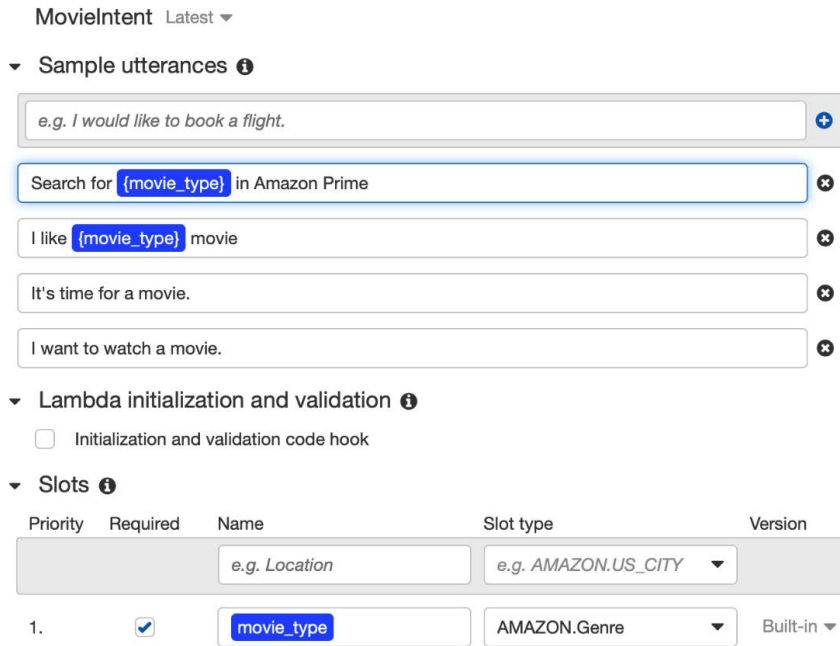 MovieIntent Latest
Sample utterances
e.g. I would like to book a flight.
Search for {movie_type} in Amazon Prime
I like {movie_type} movie
It's time for a movie.
I want to watch a movie.
Lambda initialization and validation
Initialization and validation code hook
Slots
Priority Required Name Slot type Version
e.g. Location e.g. AMAZON.US_CITY
1. movie_type AMAZON.Genre Built-in